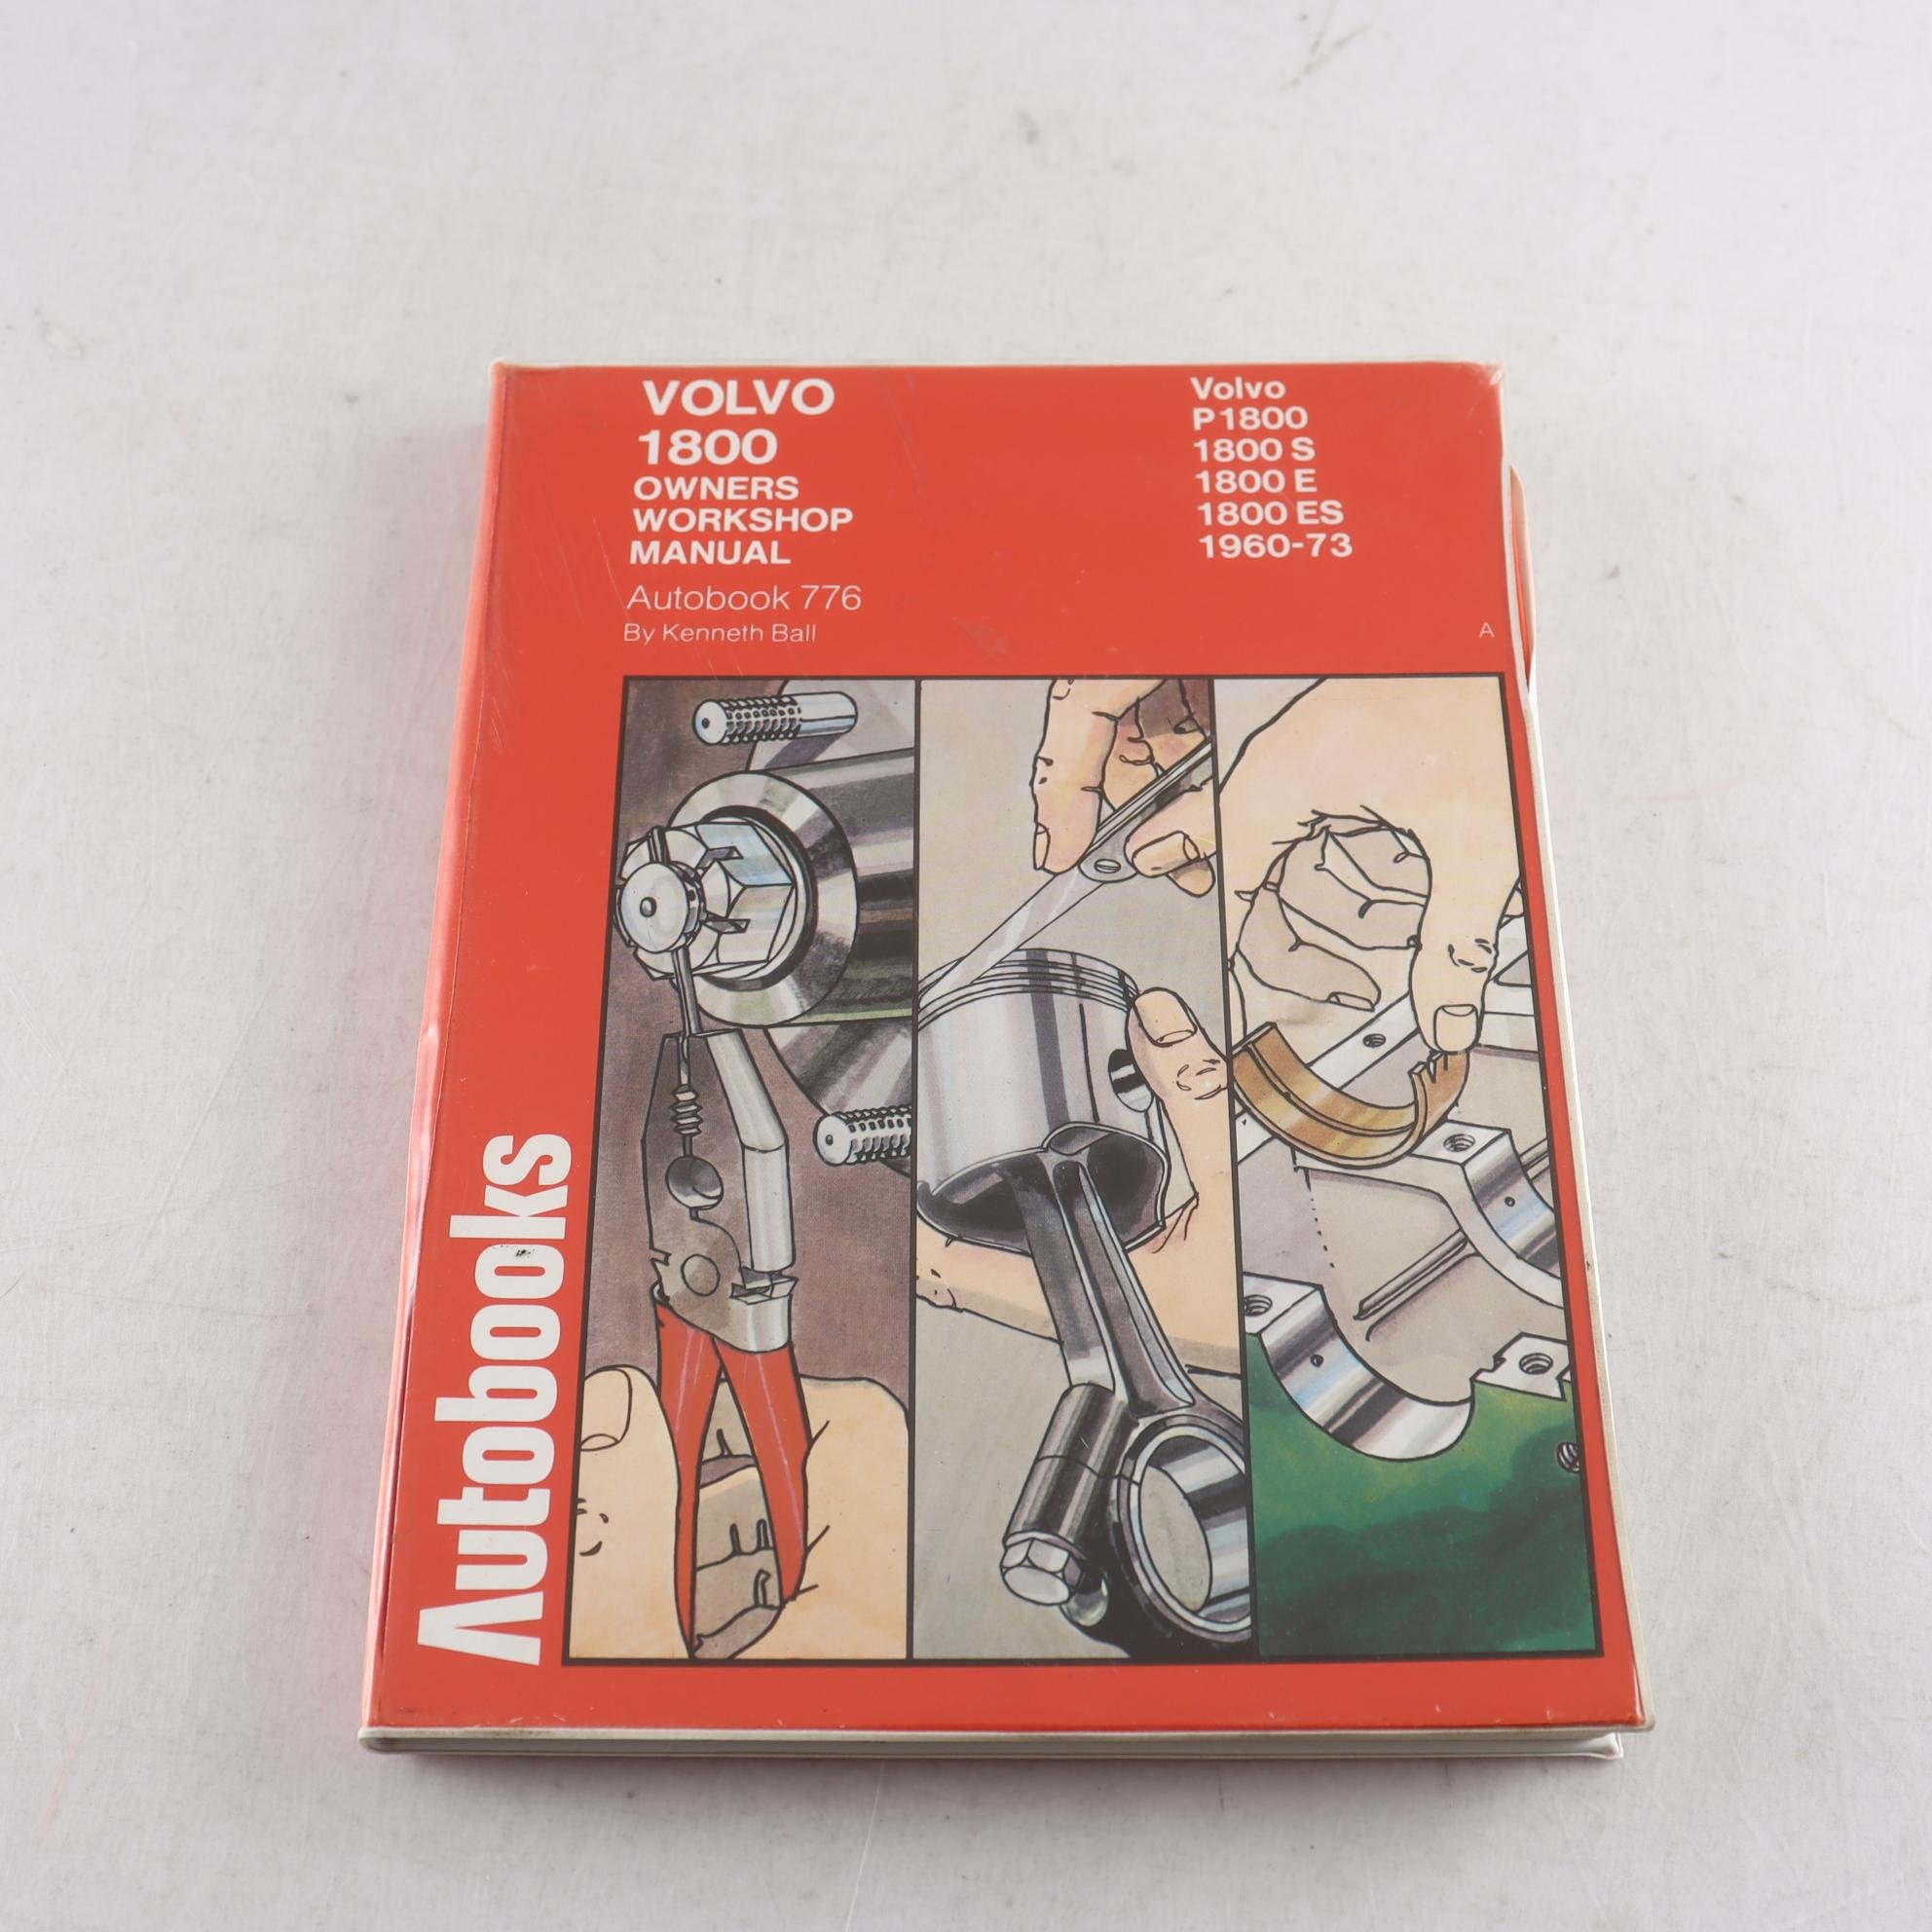 VOLVO
1800
OWNERS
WORKSHOP
MANUAL
Autobook 776
By Kenneth Ball
Volvo
P1800
1800 S
1800 E
1800 ES
1960-73
A
Autobooks